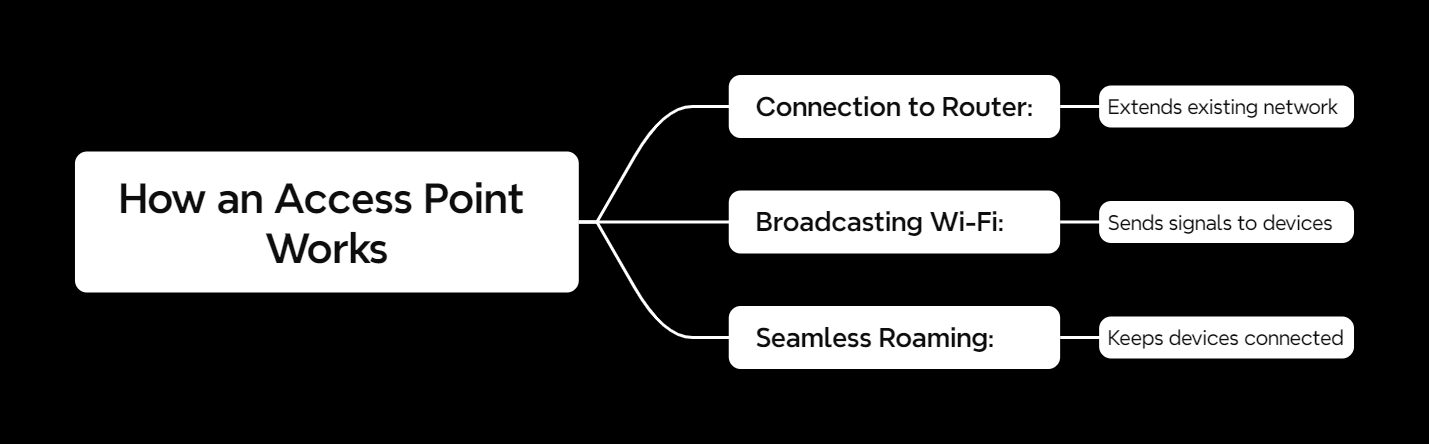 How an Access Point
Works
Connection to Router:
Extends existing network
Broadcasting Wi-Fi:
Sends signals to devices
Seamless Roaming:
Keeps devices connected